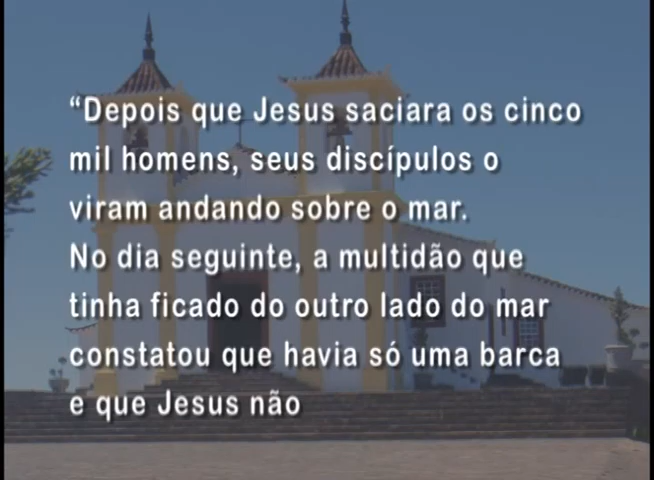 “Depois que Jesus saciara os cinco
mil homens, seus discípulos o
viram andando sobre o mar.
No dia seguinte, a multidão que
tinha ficado do outro lado do mar
constatou que havia só uma barca
e que Jesus não